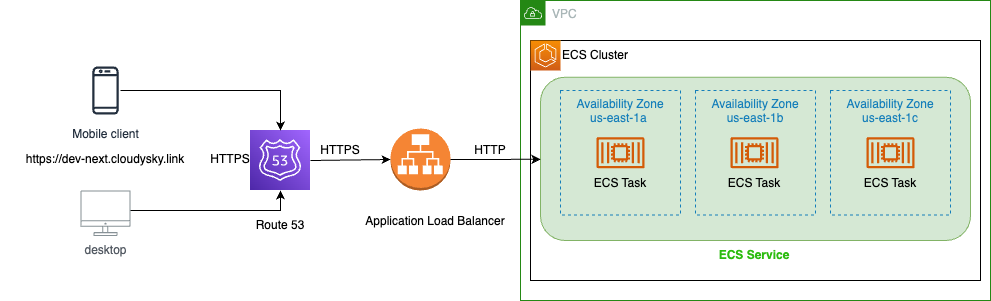 VPC
ECS Cluster
Availability Zone
us-east-1a
Availability Zone
us-east-1b
Availability Zone
us-east-1c
ECS Task
ECS Task
ECS Task
ECS Service
Mobile client
https://dev-next.cloudysky.link
desktop
HTTPS
53
Route 53
HTTPS
Application Load Balancer
HTTP